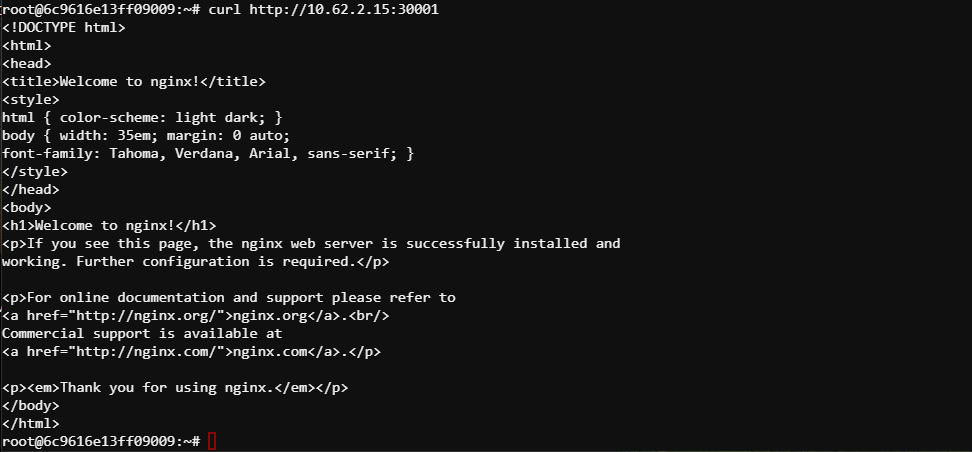 root@6c9616e13ff09009:~# curl http://10.62.2.15:30001
<!DOCTYPE html>
<html>
<head>
<title>Welcome to nginx!</title>
<style>
html { color-scheme: light dark; }
body { width: 35em; margin: 0 auto;
font-family: Tahoma, Verdana, Arial, sans-serif; }
</style>
</head>
<body>
<h1>Welcome to nginx!</h1>
<p>If you see this page, the nginx web server is successfully installed and
working. Further configuration is required.</p>

<p>For online documentation and support please refer to
<a href="http://nginx.org/">nginx.org</a>.<br/>
Commercial support is available at
<a href="http://nginx.com/">nginx.com</a>.</p>

<p><em>Thank you for using nginx.</em></p>
</body>
</html>
root@6c9616e13ff09009:~#